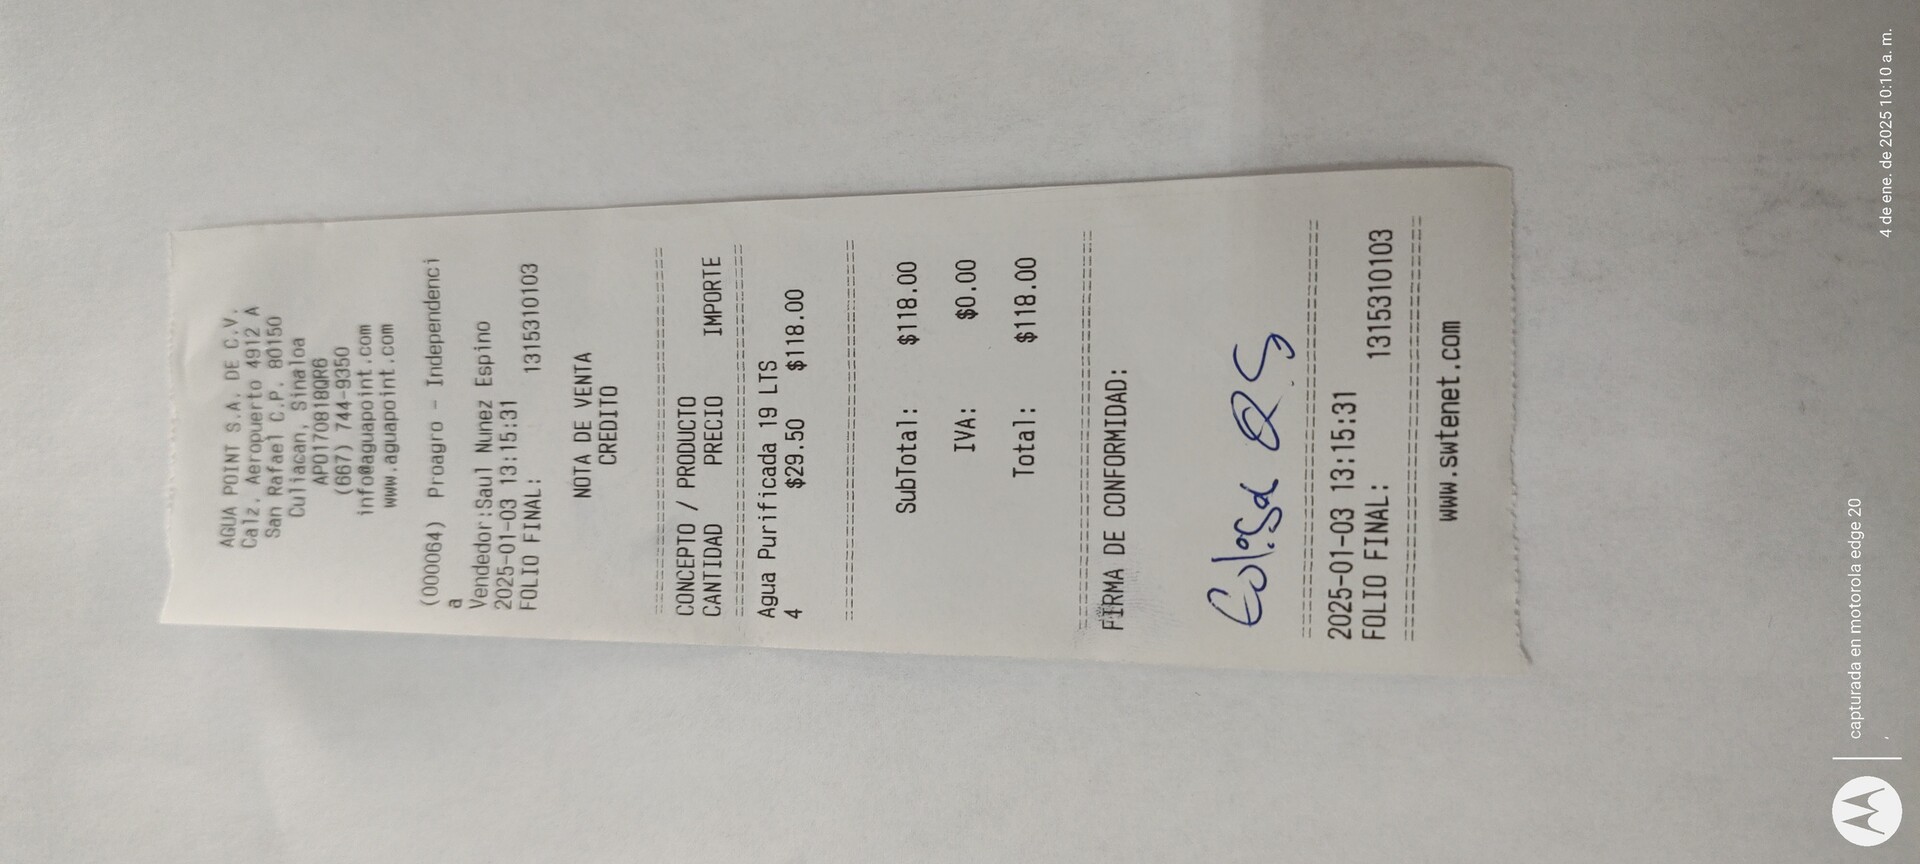 AGUA POINT S.A. DE C.V.
Calz. Aeropuerto 4912 A
San Rafael C.P. 80150
Culiacan, Sinaloa
API170818QR6
(667) 744-9350
info@aguapoint.com
www.aguapoint.com
(000064) Proagro - Independenci
a
Vendedor:Saul Nunez Espino
2025-01-03 13:15:31
FOLIO FINAL: 1315310103
NOTA DE VENTA
CREDITO
CONCEPTO / PRODUCTO
CANTIDAD PRECIO IMPORTE
Agua Purificada 19 LTS
4 $29.50 $118.00
SubTotal: $118.00
IVA: $0.00
Total: $118.00
FIRMA DE CONFORMIDAD:
2025-01-03 13:15:31
FOLIO FINAL: 1315310103
www.swtenet.com
capturada en motorola edge 20
4 de ene. de 2025 10:10 a. m.